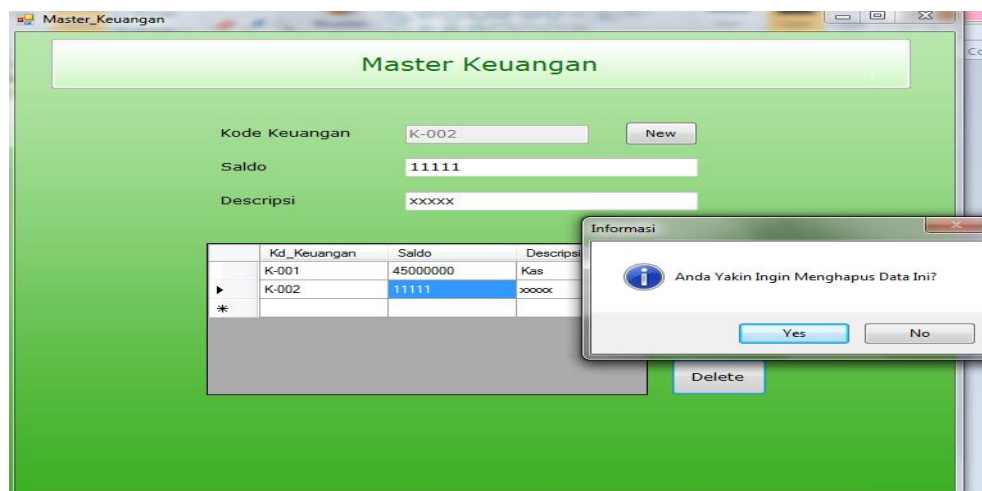 Master_Keuangan
Master Keuangan
Kode Keuangan K-002 New
Saldo 11111
Descripsi xxxxx
Informasi
Anda Yakin Ingin Menghapus Data Ini?
Yes No
Kd_Keuangan Saldo Descripsi
K-001 45000000 Kas
K-002 11111 xxxxx
Delete